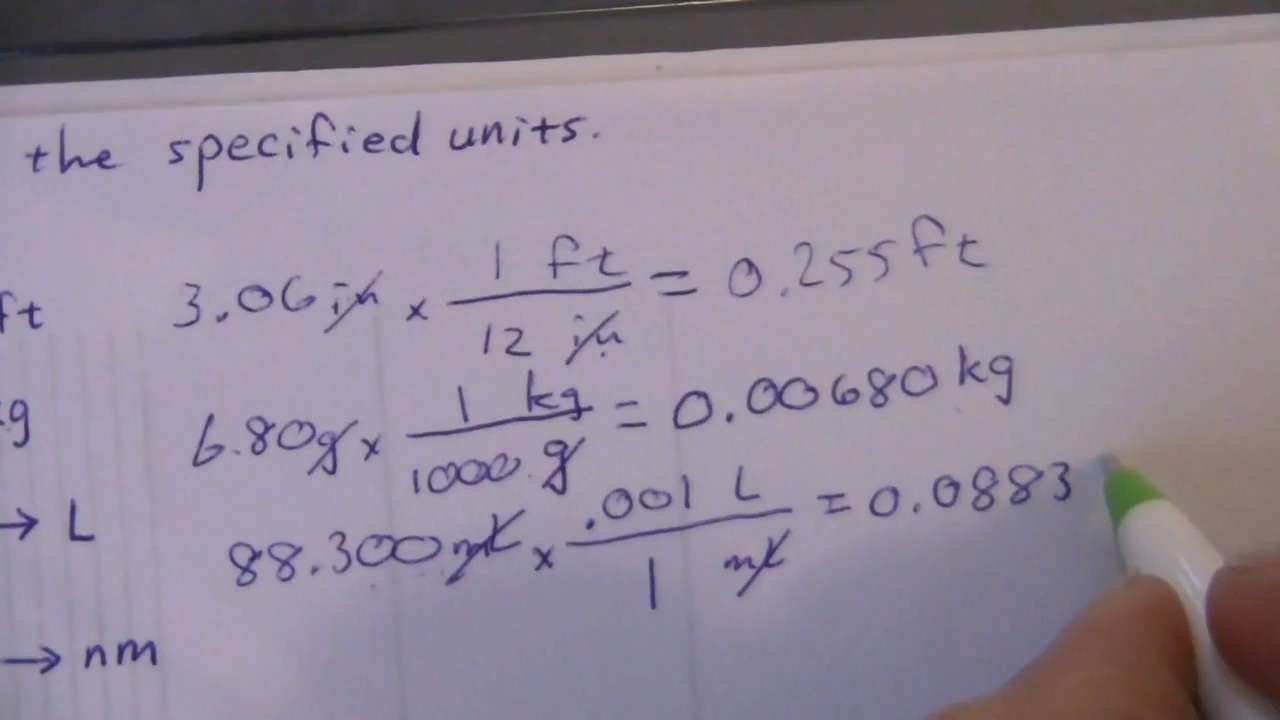 the specified units.
ft 3.06 in × 1 ft / 12 in = 0.255 ft
g 6.80 g × 1 kg / 1000 g = 0.00680 kg
→ L 88.300 mL × .001 L / 1 mL = 0.0883
→ nm